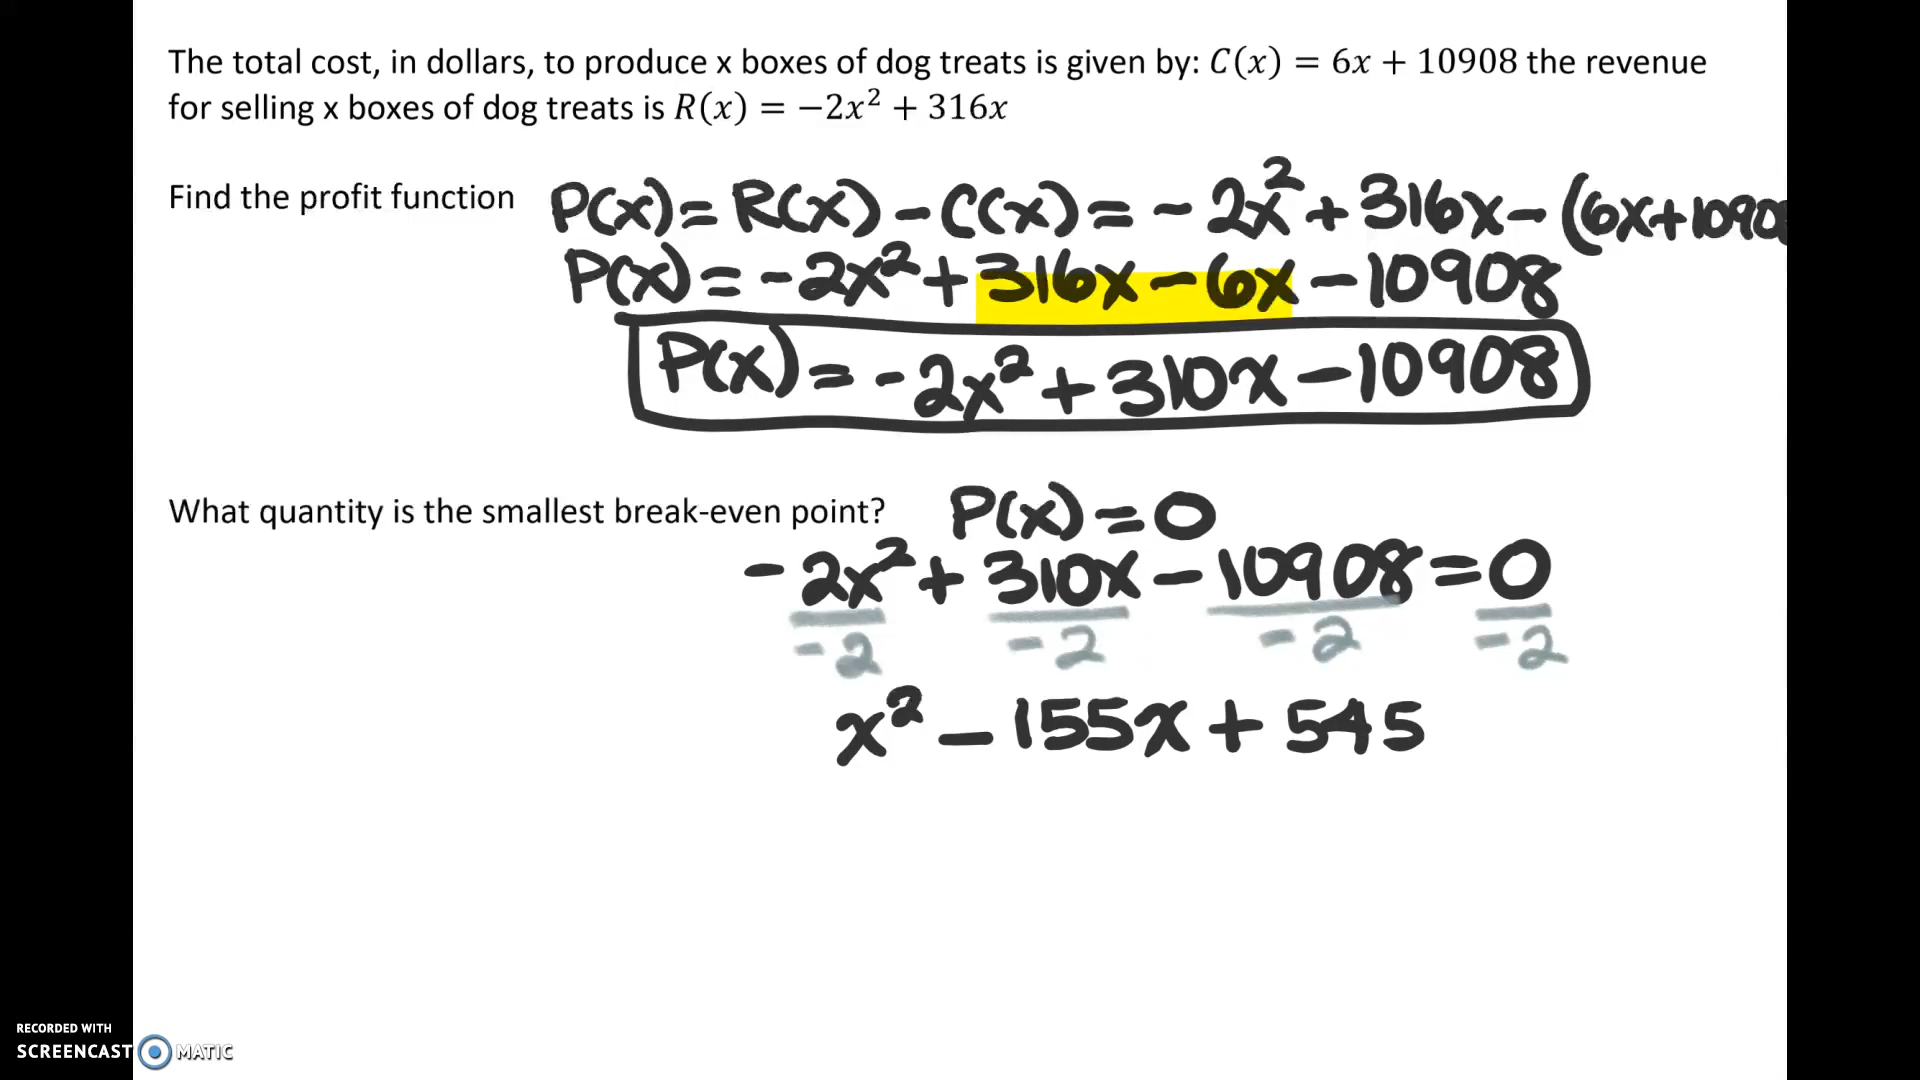 The total cost, in dollars, to produce x boxes of dog treats is given by: C(x) = 6x + 10908 the revenue
for selling x boxes of dog treats is R(x) = −2x² + 316x
Find the profit function
P(x) = R(x) - C(x) = -2x² + 316x - (6x+1090
P(x) = -2x² + 316x - 6x - 10908
P(x) = -2x² + 310x - 10908
What quantity is the smallest break-even point?
P(x) = 0
-2x² + 310x - 10908 = 0
-2 -2 -2 -2
x² - 155x + 545
RECORDED WITH
SCREENCAST MATIC